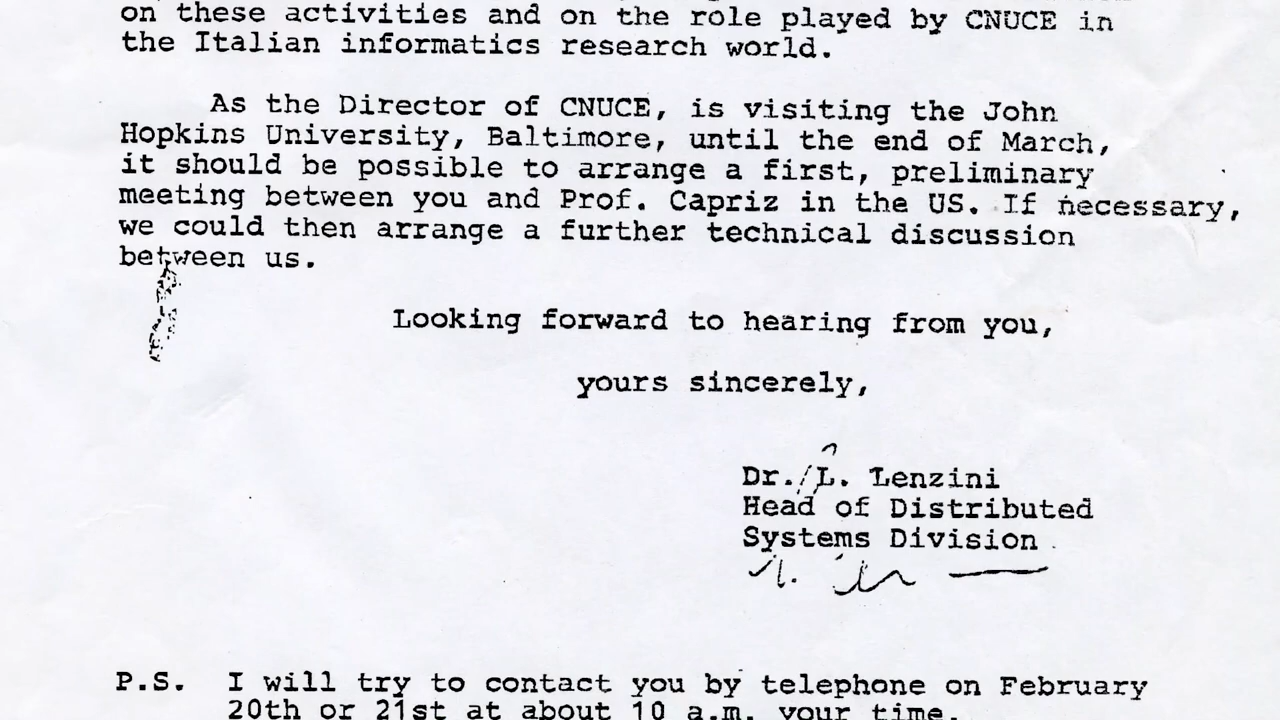 on these activities and on the role played by CNUCE in
the Italian informatics research world.
As the Director of CNUCE, is visiting the John
Hopkins University, Baltimore, until the end of March,
it should be possible to arrange a first, preliminary
meeting between you and Prof. Capriz in the US. If necessary,
we could then arrange a further technical discussion
between us.
Looking forward to hearing from you,
yours sincerely,
Dr. L. Lenzini
Head of Distributed
Systems Division
P.S. I will try to contact you by telephone on February
20th or 21st at about 10 a.m. your time.